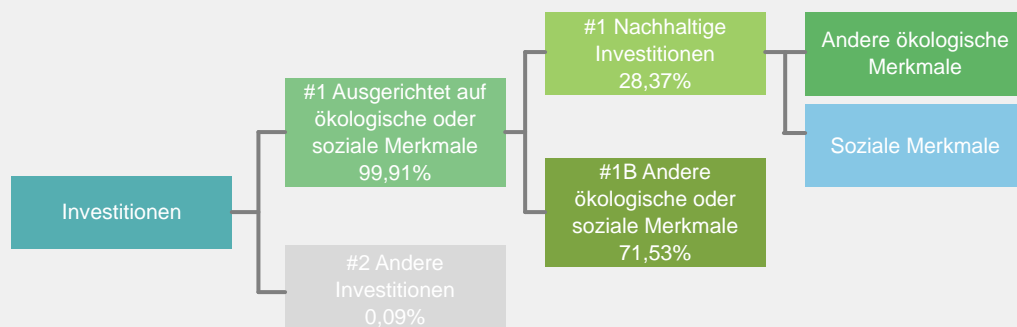 Investitionen
#1 Ausgerichtet auf
ökologische oder
soziale Merkmale
99,91%
#2 Andere
Investitionen
0,09%
#1 Nachhaltige
Investitionen
28,37%
#1B Andere
ökologische oder
soziale Merkmale
71,53%
Andere ökologische
Merkmale
Soziale Merkmale